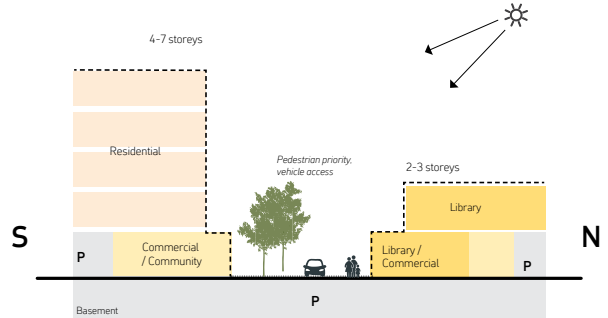 4-7 storeys
Residential
Pedestrian priority,
vehicle access
2-3 storeys
Library
S
N
P
Commercial
/ Community
Library /
Commercial
P
P
Basement